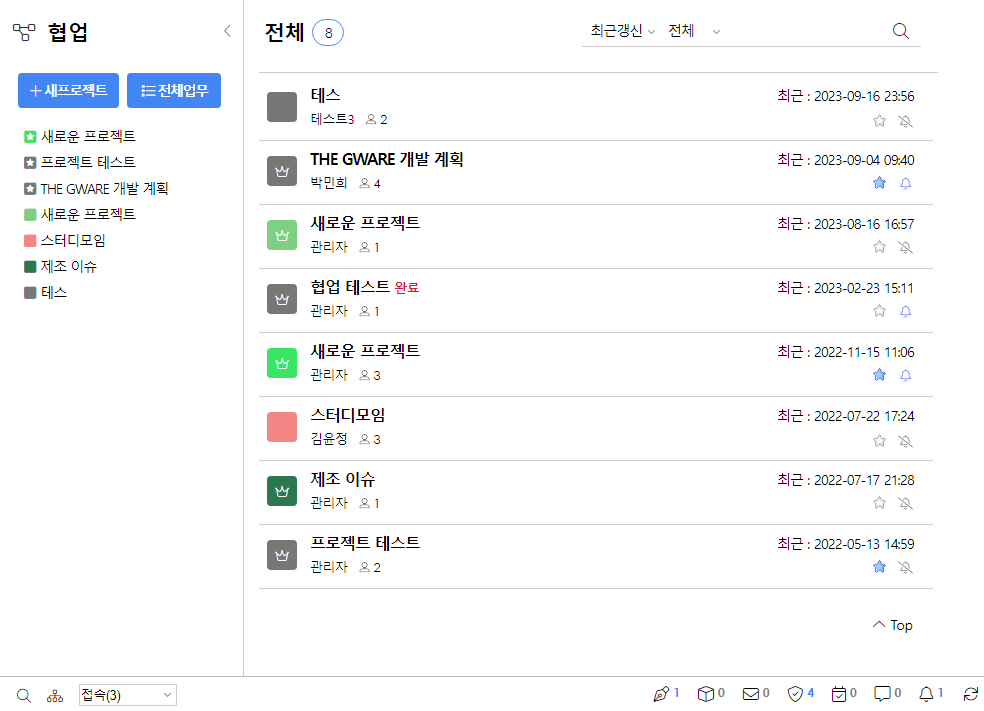 협업
전체 8
최근갱신 전체
새프로젝트 전체업무
새로운 프로젝트
프로젝트 테스트
THE GWARE 개발 계획
새로운 프로젝트
스터디모임
제조 이슈
테스
테스 최근 : 2023-09-16 23:56
테스트3 2
THE GWARE 개발 계획 최근 : 2023-09-04 09:40
박민희 4
새로운 프로젝트 최근 : 2023-08-16 16:57
관리자 1
협업 테스트 완료 최근 : 2023-02-23 15:11
관리자 1
새로운 프로젝트 최근 : 2022-11-15 11:06
관리자 3
스터디모임 최근 : 2022-07-22 17:24
김윤정 3
제조 이슈 최근 : 2022-07-17 21:28
관리자 1
프로젝트 테스트 최근 : 2022-05-13 14:59
관리자 2
Top
접속(3) 1 0 0 4 0 0 1